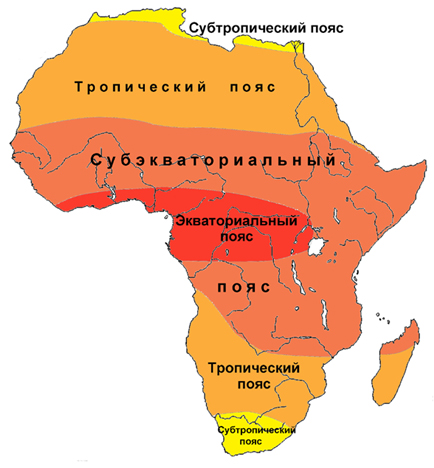 Субтропический пояс
Тропический пояс
Субэкваториальный
Экваториальный
пояс
пояс
Тропический
пояс
Субтропический
пояс